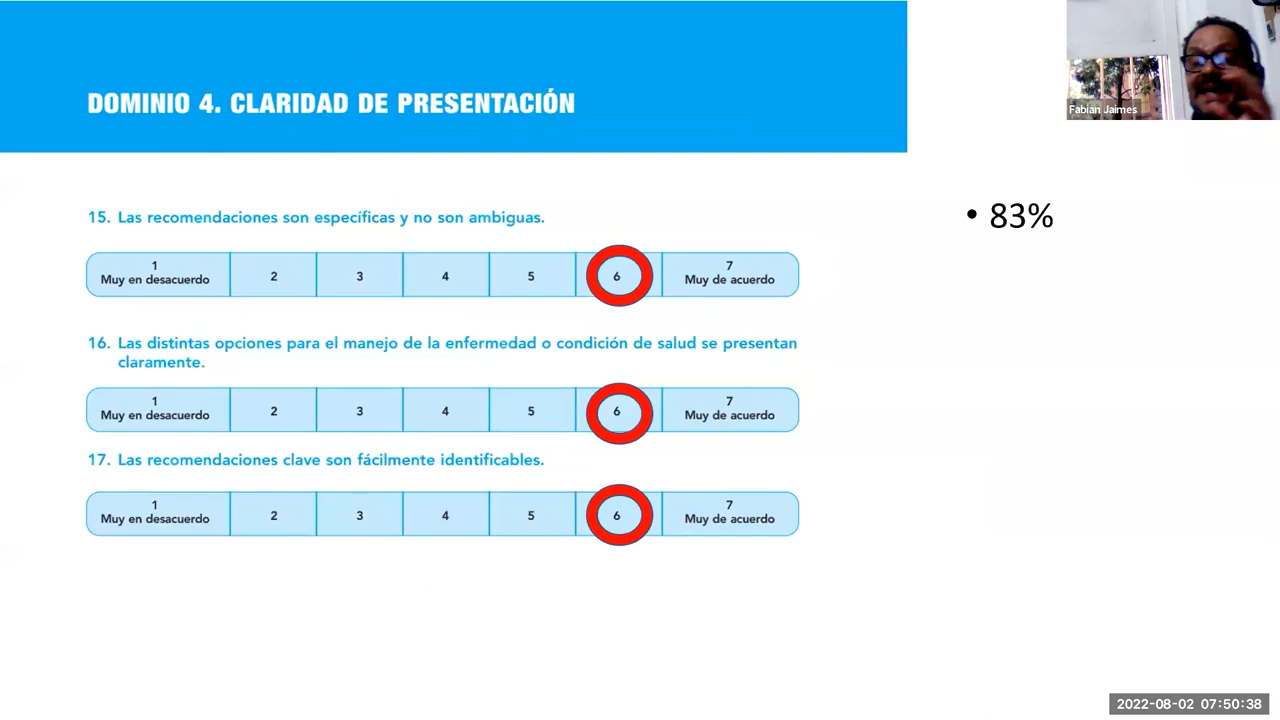 DOMINIO 4. CLARIDAD DE PRESENTACIÓN
Fabian Jaimes
• 83%
15. Las recomendaciones son específicas y no son ambiguas.
1 2 3 4 5 6 7
Muy en desacuerdo Muy de acuerdo
16. Las distintas opciones para el manejo de la enfermedad o condición de salud se presentan
claramente.
1 2 3 4 5 6 7
Muy en desacuerdo Muy de acuerdo
17. Las recomendaciones clave son fácilmente identificables.
1 2 3 4 5 6 7
Muy en desacuerdo Muy de acuerdo
2022-08-02 07:50:38